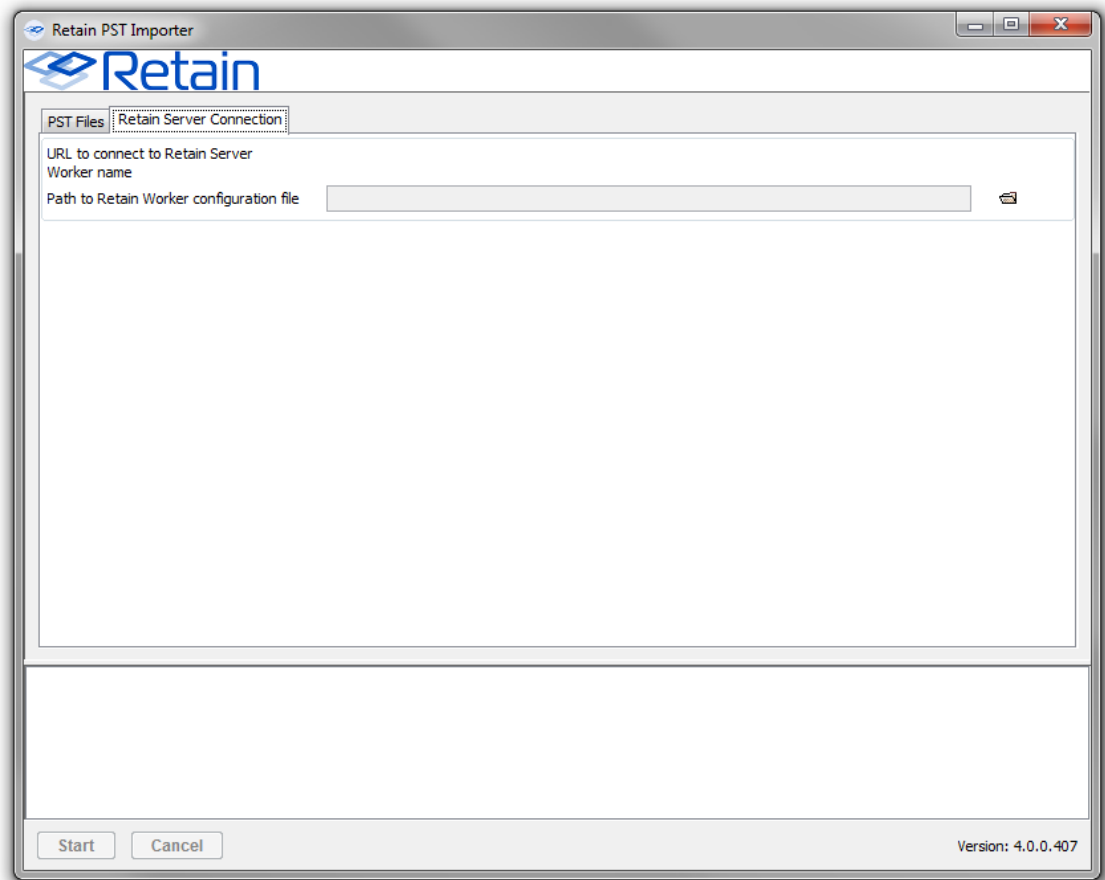 Retain PST Importer
Retain
PST Files Retain Server Connection
URL to connect to Retain Server
Worker name
Path to Retain Worker configuration file
Start Cancel Version: 4.0.0.407